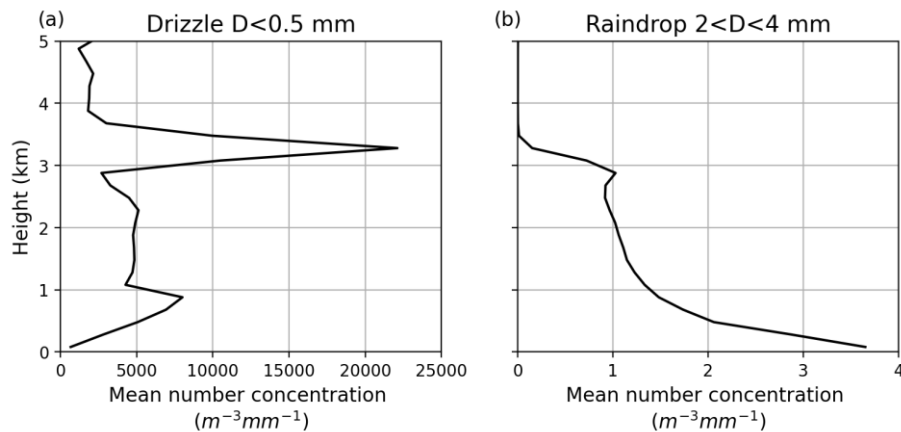 (a)
Drizzle D<0.5 mm
(b)
Raindrop 2<D<4 mm
5
4
3
2
1
0
Height (km)
0 5000 10000 15000 20000 25000
0 1 2 3 4
Mean number concentration
(m⁻³mm⁻¹)
Mean number concentration
(m⁻³mm⁻¹)